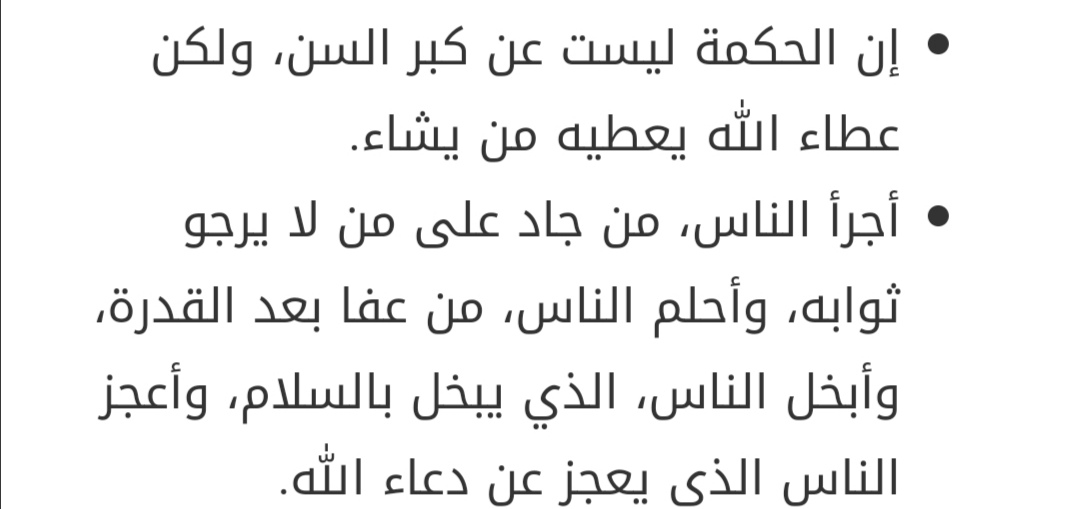 • إن الحكمة ليست عن كبر السن، ولكن
عطاء الله يعطيه من يشاء.
• أجرأ الناس، من جاد على من لا يرجو
ثوابه، وأحلم الناس، من عفا بعد القدرة،
وأبخل الناس، الذي يبخل بالسلام، وأعجز
الناس الذي يعجز عن دعاء الله.